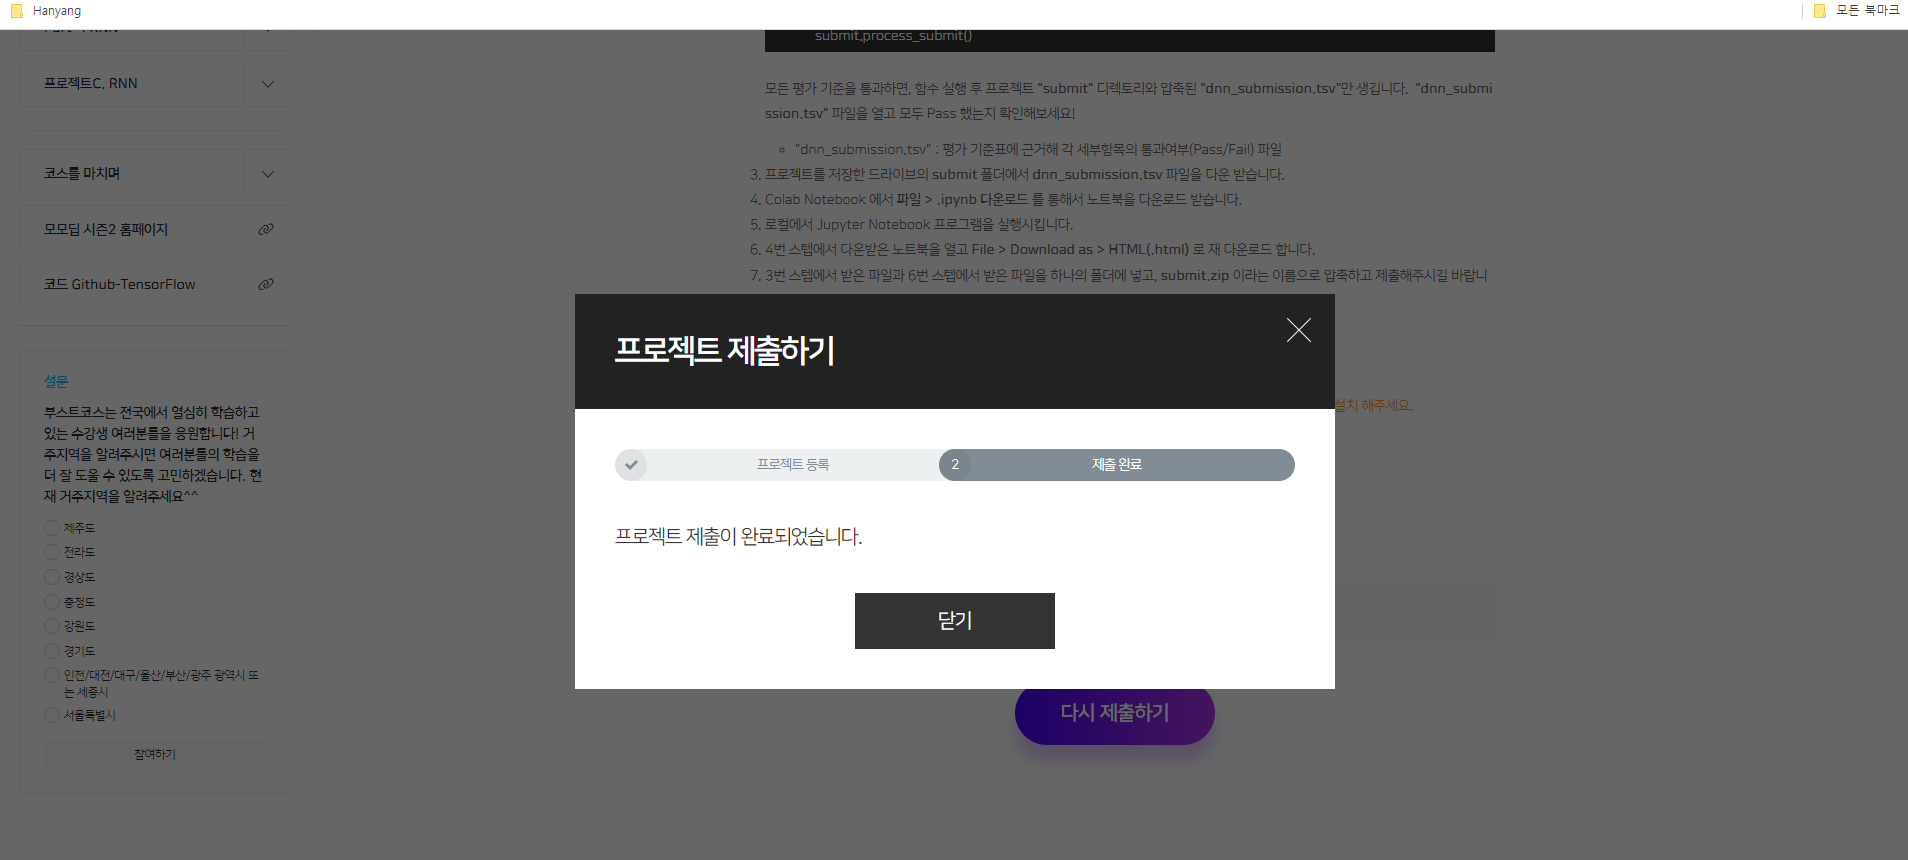 Hanyang
모든 북마크
프로젝트C. RNN
코스를 마치며
모모딥 시즌2 홈페이지
코드 Github-TensorFlow
설문
부스트코스는 전국에서 열심히 학습하고
있는 수강생 여러분들을 응원합니다! 거
주지역을 알려주시면 여러분들의 학습을
더 잘 도울 수 있도록 고민하겠습니다. 현
재 거주지역을 알려주세요^^
제주도
전라도
경상도
충청도
강원도
경기도
인천/대전/대구/울산/부산/광주 광역시 또
는 세종시
서울특별시
참여하기
submit.process_submit()
모든 평가 기준을 통과하면, 함수 실행 후 프로젝트 "submit" 디렉토리와 압축된 "dnn_submission.tsv"만 생깁니다. "dnn_submi
ssion.tsv" 파일을 열고 모두 Pass 했는지 확인해보세요!
"dnn_submission.tsv" : 평가 기준표에 근거해 각 세부항목의 통과여부(Pass/Fail) 파일
3. 프로젝트를 저장한 드라이브의 submit 폴더에서 dnn_submission.tsv 파일을 다운 받습니다.
4. Colab Notebook 에서 파일 > .ipynb 다운로드 를 통해서 노트북을 다운로드 받습니다.
5. 로컬에서 Jupyter Notebook 프로그램을 실행시킵니다.
6. 4번 스텝에서 다운받은 노트북을 열고 File > Download as > HTML(.html) 로 재 다운로드 합니다.
7. 3번 스텝에서 받은 파일과 6번 스텝에서 받은 파일을 하나의 폴더에 넣고, submit.zip 이라는 이름으로 압축하고 제출해주시길 바랍니
프로젝트 제출하기
설치 해주세요.
프로젝트 등록
2 제출 완료
프로젝트 제출이 완료되었습니다.
닫기
다시 제출하기